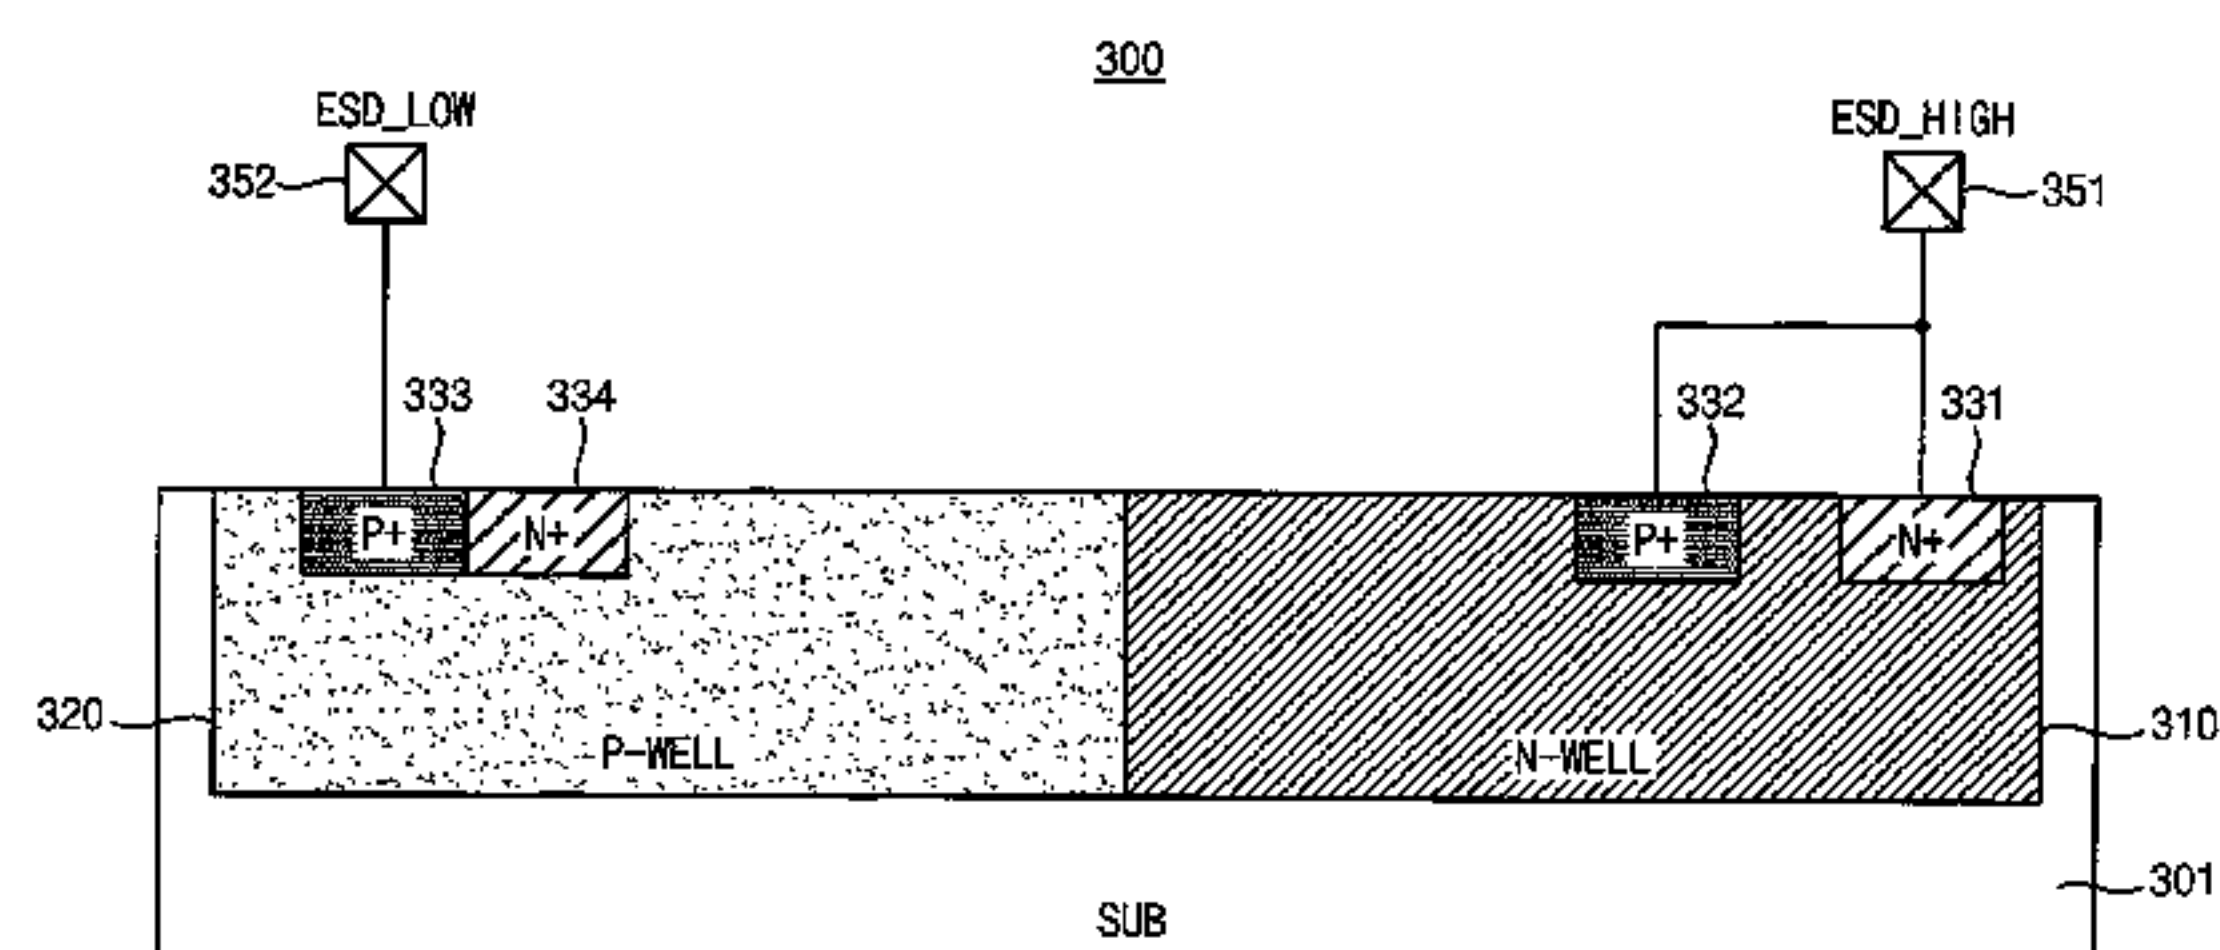 300
ESD_LOW
ESD_HIGH
352
351
333
334
332
331
P+
N+
P+
N+
320
P-WELL
N-WELL
310
301
SUB